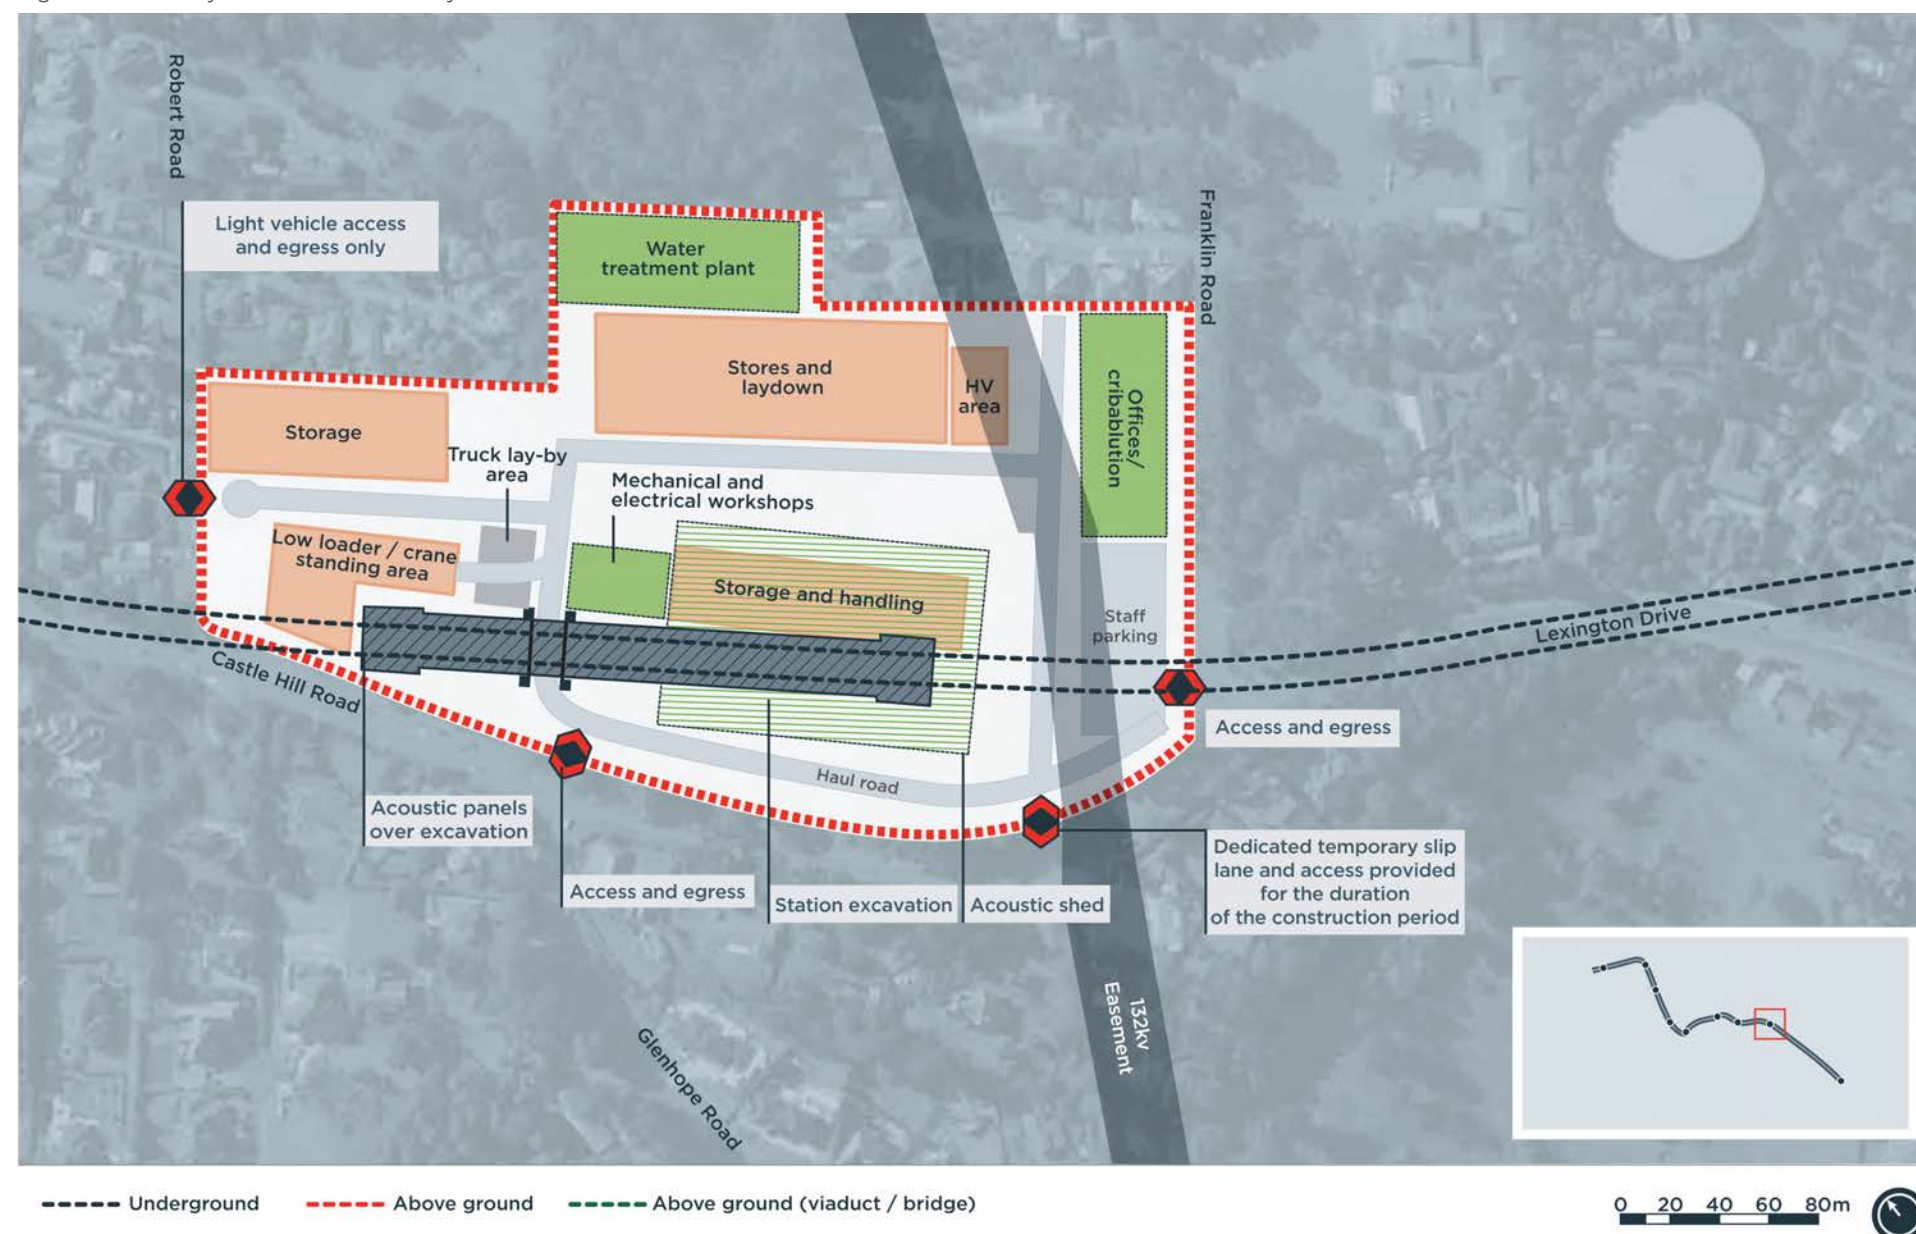 Robert Road
Light vehicle access
and egress only
Water
treatment plant
Franklin Road
Stores and
laydown
HV
area
Offices/
cribablution
Storage
Truck lay-by
area
Mechanical and
electrical workshops
Low loader / crane
standing area
Storage and handling
Staff
parking
Lexington Drive
Castle Hill Road
Access and egress
Haul road
Acoustic panels
over excavation
Access and egress
Station excavation
Acoustic shed
Dedicated temporary slip
lane and access provided
for the duration
of the construction period
132kv
Easement
Glenhope Road
Underground
Above ground
Above ground (viaduct / bridge)
0 20 40 60 80m